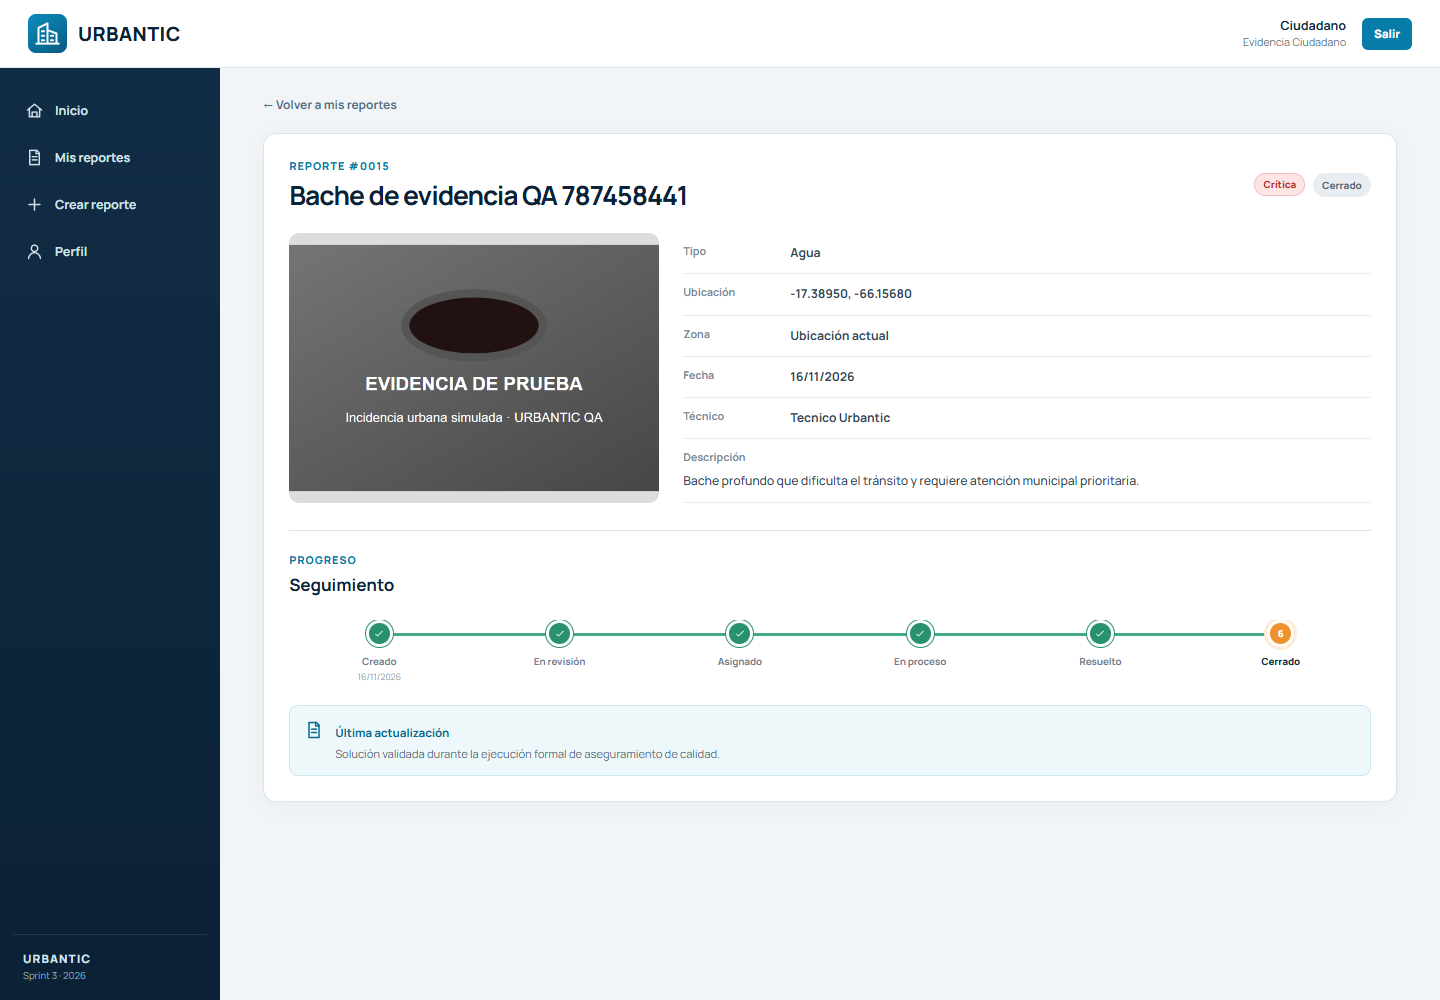 URBANTIC
Ciudadano
Evidencia Ciudadano
Salir
Inicio
Mis reportes
Crear reporte
Perfil
← Volver a mis reportes
REPORTE #0015
Bache de evidencia QA 787458441
Crítica
Cerrado
EVIDENCIA DE PRUEBA
Incidencia urbana simulada · URBANTIC QA
Tipo Agua
Ubicación -17.38950, -66.15680
Zona Ubicación actual
Fecha 16/11/2026
Técnico Tecnico Urbantic
Descripción
Bache profundo que dificulta el tránsito y requiere atención municipal prioritaria.
PROGRESO
Seguimiento
6
Creado En revisión Asignado En proceso Resuelto Cerrado
16/11/2026
Última actualización
Solución validada durante la ejecución formal de aseguramiento de calidad.
URBANTIC
Sprint 3 · 2026